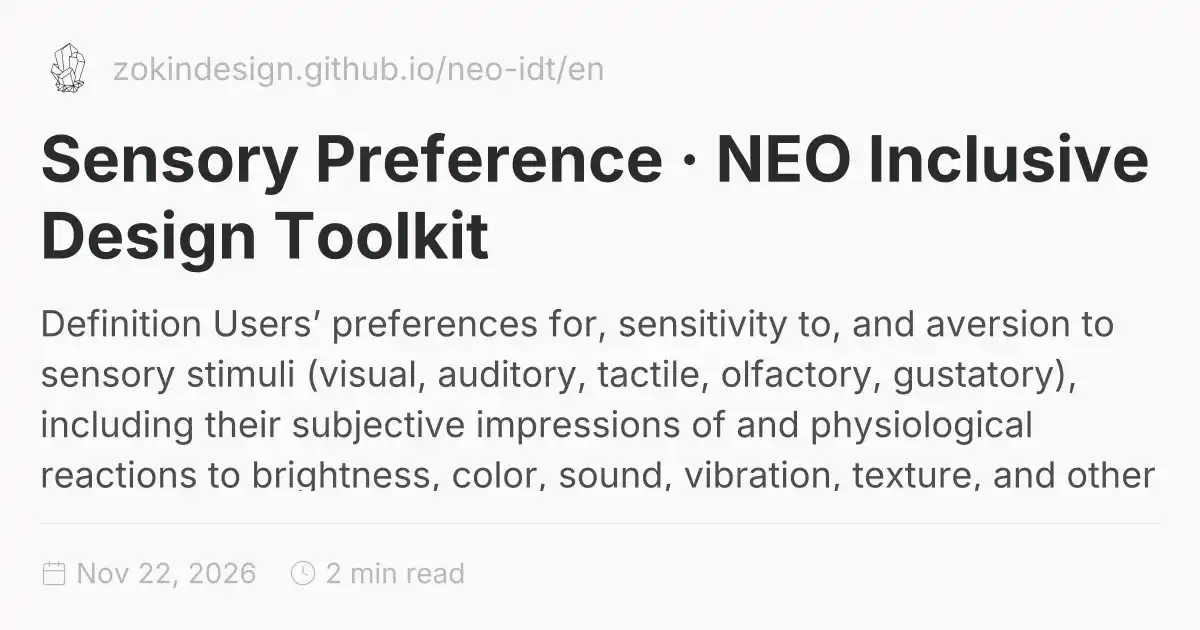 zokindesign.github.io/neo-idt/en
Sensory Preference · NEO Inclusive
Design Toolkit
Definition Users’ preferences for, sensitivity to, and aversion to
sensory stimuli (visual, auditory, tactile, olfactory, gustatory),
including their subjective impressions of and physiological
reactions to brightness, color, sound, vibration, texture, and other
Nov 22, 2026
2 min read